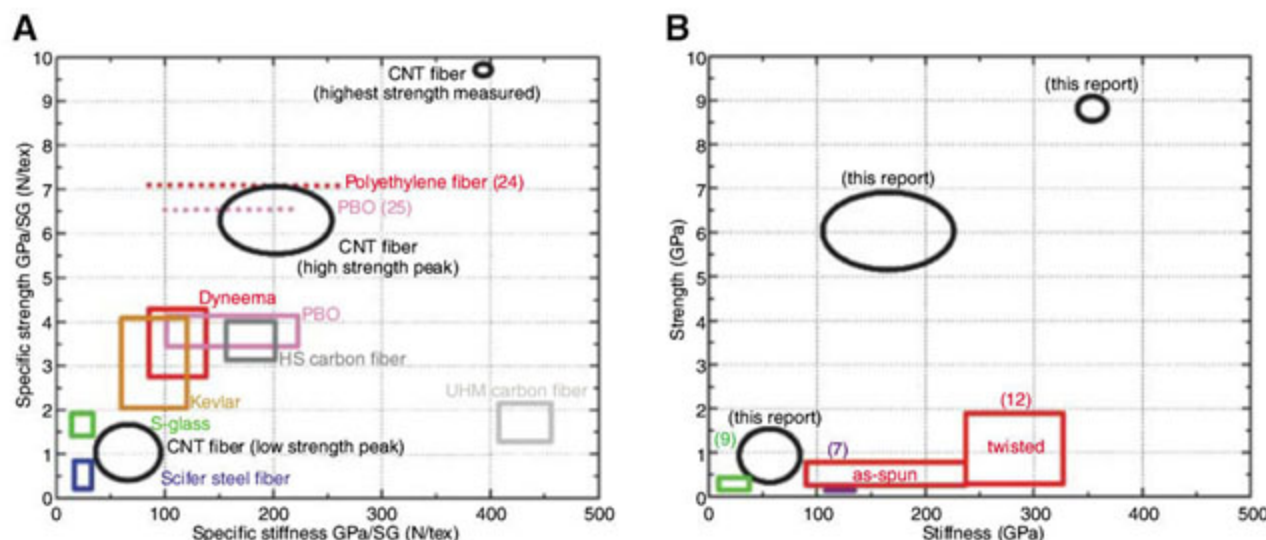 A
10
9
8
7
6
5
4
3
2
1
0
0
100
200
300
400
500
Specific strength GPa/SG (N/tex)
Specific stiffness GPa/SG (N/tex)
CNT fiber
(highest strength measured)
Polyethylene fiber (24)
PBO (25)
CNT fiber
(high strength peak)
Dyneema
PBO
HS carbon fiber
UHM carbon fiber
Kevlar
S-glass
CNT fiber (low strength peak)
Scifer steel fiber
B
10
9
8
7
6
5
4
3
2
1
0
0
100
200
300
400
500
Strength (GPa)
Stiffness (GPa)
(this report)
(this report)
(this report)
(12)
twisted
(9)
(7)
as-spun